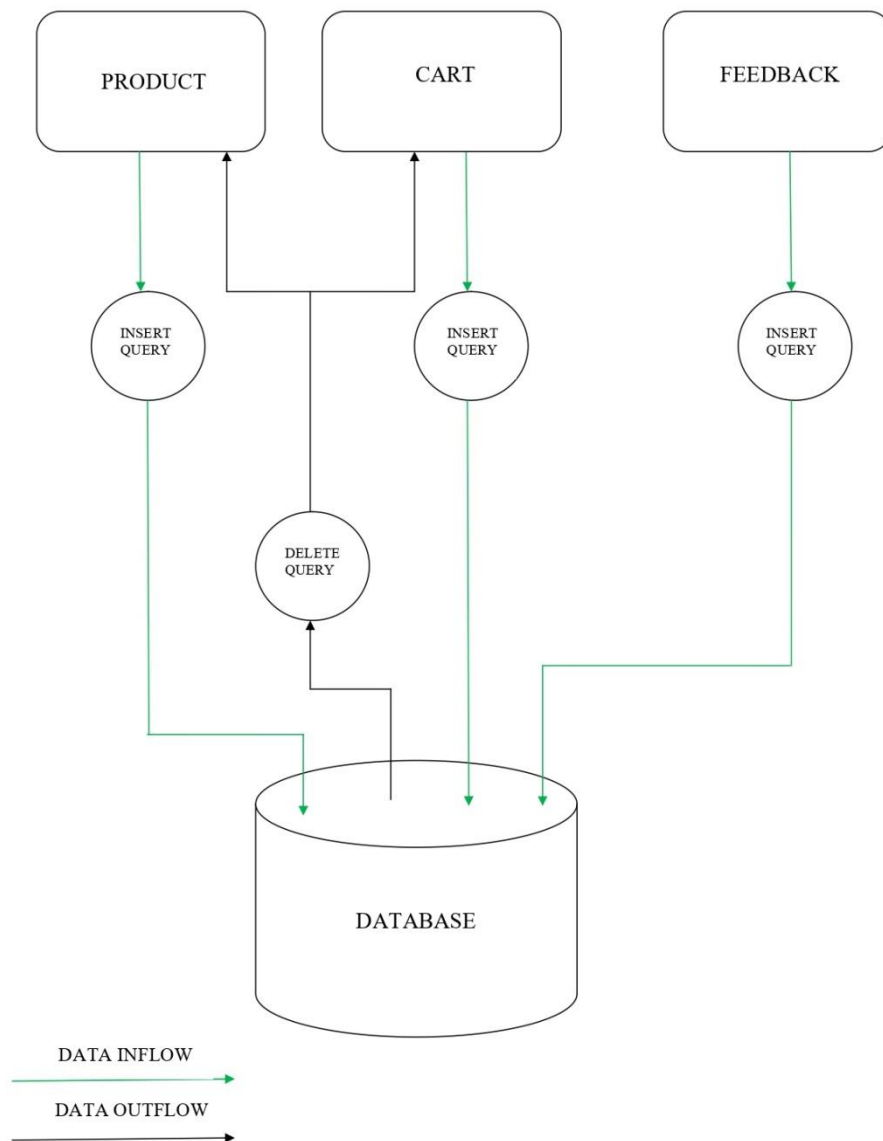 PRODUCT
CART
FEEDBACK
INSERT
QUERY
INSERT
QUERY
INSERT
QUERY
DELETE
QUERY
DATABASE
DATA INFLOW
DATA OUTFLOW